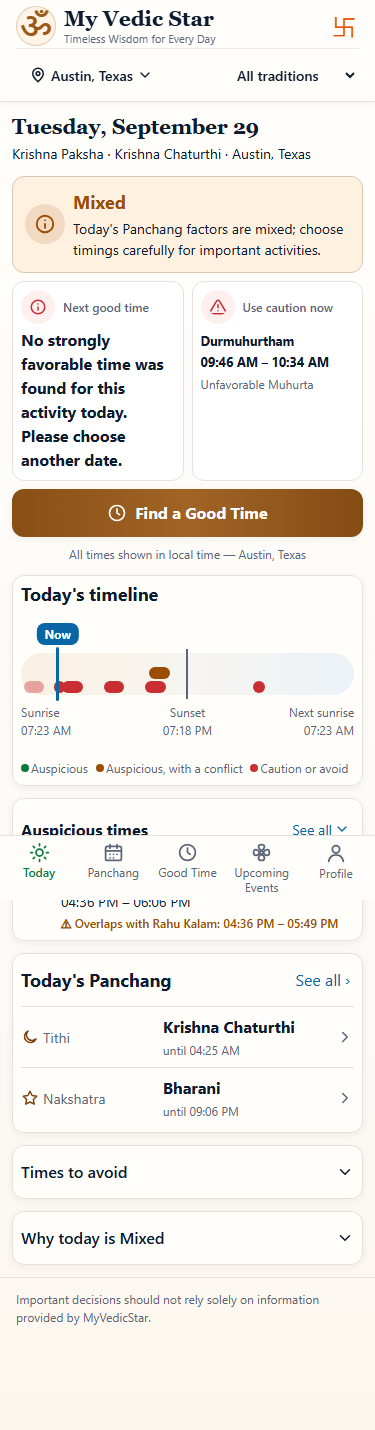 ॐ
My Vedic Star
Timeless Wisdom for Every Day
卐
Austin, Texas
All traditions
Tuesday, September 29
Krishna Paksha · Krishna Chaturthi · Austin, Texas
Mixed
Today's Panchang factors are mixed; choose
timings carefully for important activities.
Next good time
No strongly
favorable time was
found for this
activity today.
Please choose
another date.
Use caution now
Durmuhurtham
09:46 AM – 10:34 AM
Unfavorable Muhurta
Find a Good Time
All times shown in local time — Austin, Texas
Today's timeline
Now
Sunrise
07:23 AM
Sunset
07:18 PM
Next sunrise
07:23 AM
Auspicious
Auspicious, with a conflict
Caution or avoid
Auspicious times
See all
Today
Panchang
Good Time
Upcoming
Events
Profile
04:36 PM – 06:06 PM
⚠ Overlaps with Rahu Kalam: 04:36 PM – 05:49 PM
Today's Panchang
See all ›
Tithi
Krishna Chaturthi
until 04:25 AM
Nakshatra
Bharani
until 09:06 PM
Times to avoid
Why today is Mixed
Important decisions should not rely solely on information
provided by MyVedicStar.